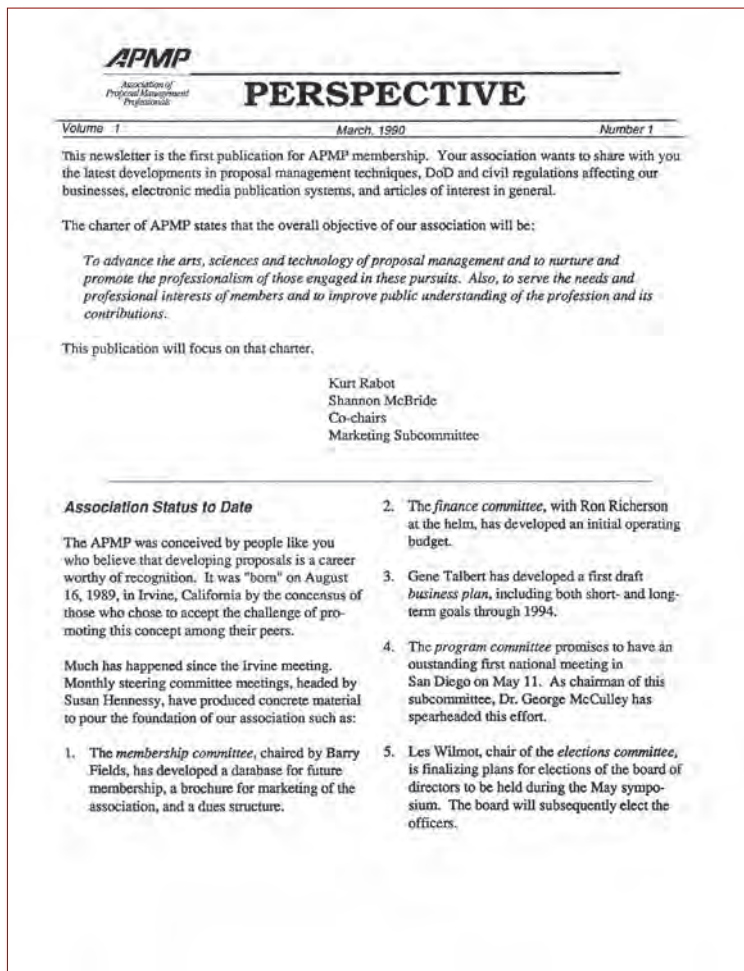 APMP
Association of
Proposal Management
Professionals
PERSPECTIVE
Volume 1 March, 1990 Number 1
This newsletter is the first publication for APMP membership. Your association wants to share with you
the latest developments in proposal management techniques, DoD and civil regulations affecting our
businesses, electronic media publication systems, and articles of interest in general.
The charter of APMP states that the overall objective of our association will be:
To advance the arts, sciences and technology of proposal management and to nurture and
promote the professionalism of those engaged in these pursuits. Also, to serve the needs and
professional interests of members and to improve public understanding of the profession and its
contributions.
This publication will focus on that charter.
Kurt Rabot
Shannon McBride
Co-chairs
Marketing Subcommittee
Association Status to Date
The APMP was conceived by people like you
who believe that developing proposals is a career
worthy of recognition. It was "born" on August
16, 1989, in Irvine, California by the concensus of
those who chose to accept the challenge of pro-
moting this concept among their peers.
Much has happened since the Irvine meeting.
Monthly steering committee meetings, headed by
Susan Hennessy, have produced concrete material
to pour the foundation of our association such as:
1. The membership committee, chaired by Barry
Fields, has developed a database for future
membership, a brochure for marketing of the
association, and a dues structure.
2. The finance committee, with Ron Richerson
at the helm, has developed an initial operating
budget.
3. Gene Talbert has developed a first draft
business plan, including both short- and long-
term goals through 1994.
4. The program committee promises to have an
outstanding first national meeting in
San Diego on May 11. As chairman of this
subcommittee, Dr. George McCulley has
spearheaded this effort.
5. Les Wilmot, chair of the elections committee,
is finalizing plans for elections of the board of
directors to be held during the May sympo-
sium. The board will subsequently elect the
officers.